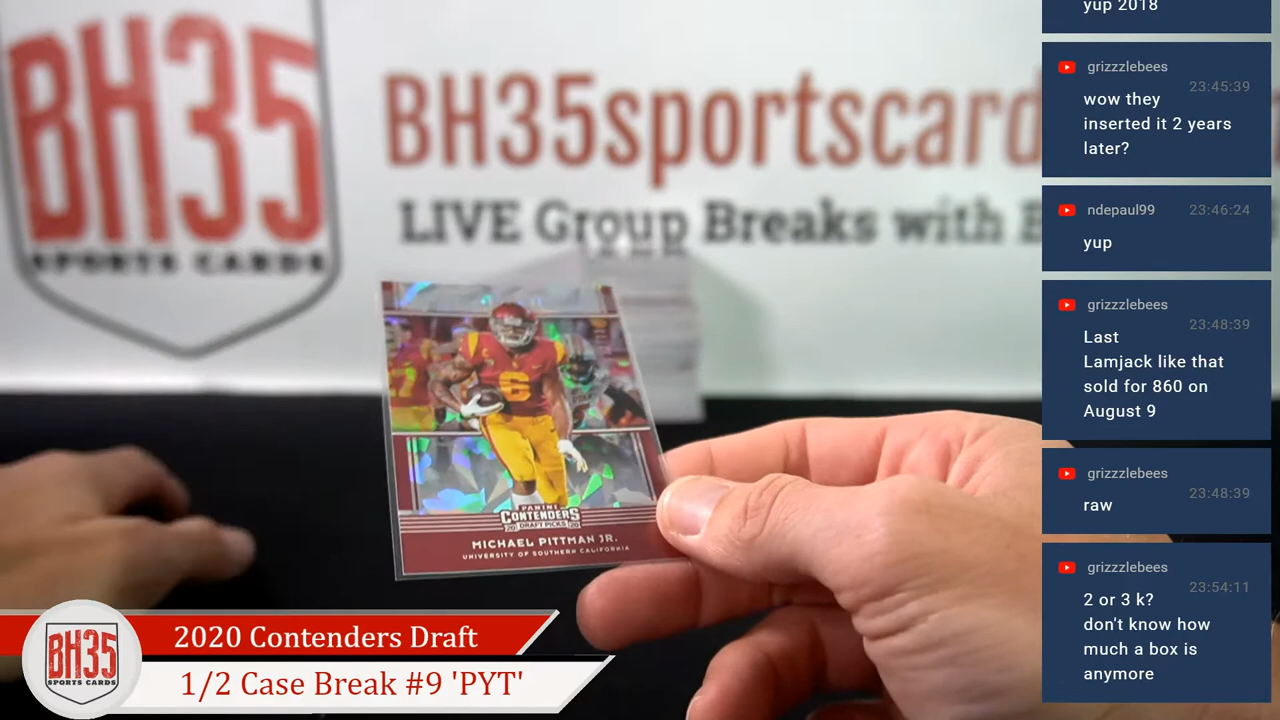 BH35
SPORTS CARDS
BH35sportscard
LIVE Group Breaks with
PANINI
CONTENDERS
DRAFT PICKS
MICHAEL PITTMAN JR.
UNIVERSITY OF SOUTHERN CALIFORNIA
6
BH35
SPORTS CARDS
2020 Contenders Draft
1/2 Case Break #9 'PYT'
yup 2018
grizzzlebees
23:45:39
wow they
inserted it 2 years
later?
ndepaul99 23:46:24
yup
grizzzlebees
23:48:39
Last
Lamjack like that
sold for 860 on
August 9
grizzzlebees
23:48:39
raw
grizzzlebees
23:54:11
2 or 3 k?
don't know how
much a box is
anymore